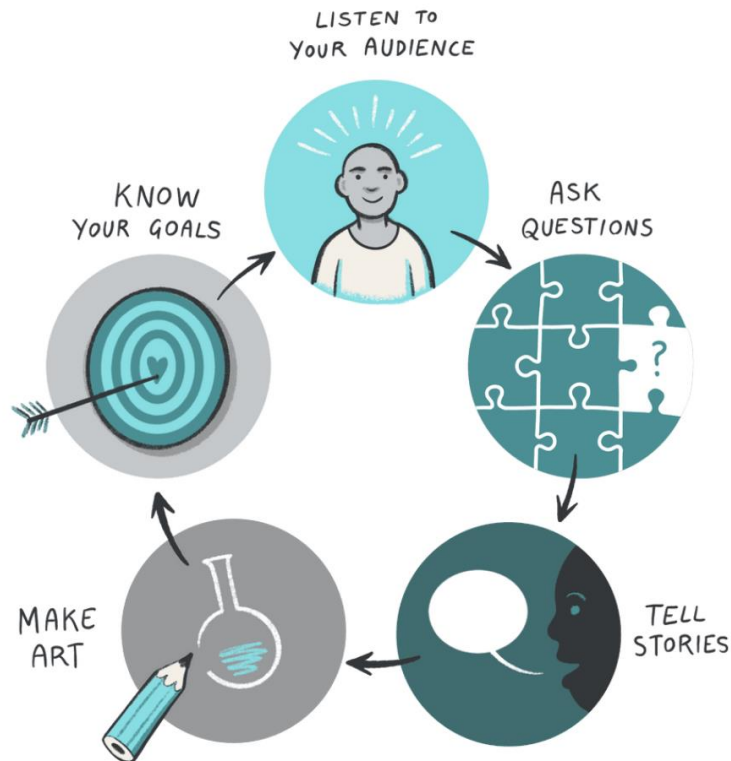 LISTEN TO
YOUR AUDIENCE
ASK
QUESTIONS
?
TELL
STORIES
MAKE
ART
KNOW
YOUR GOALS